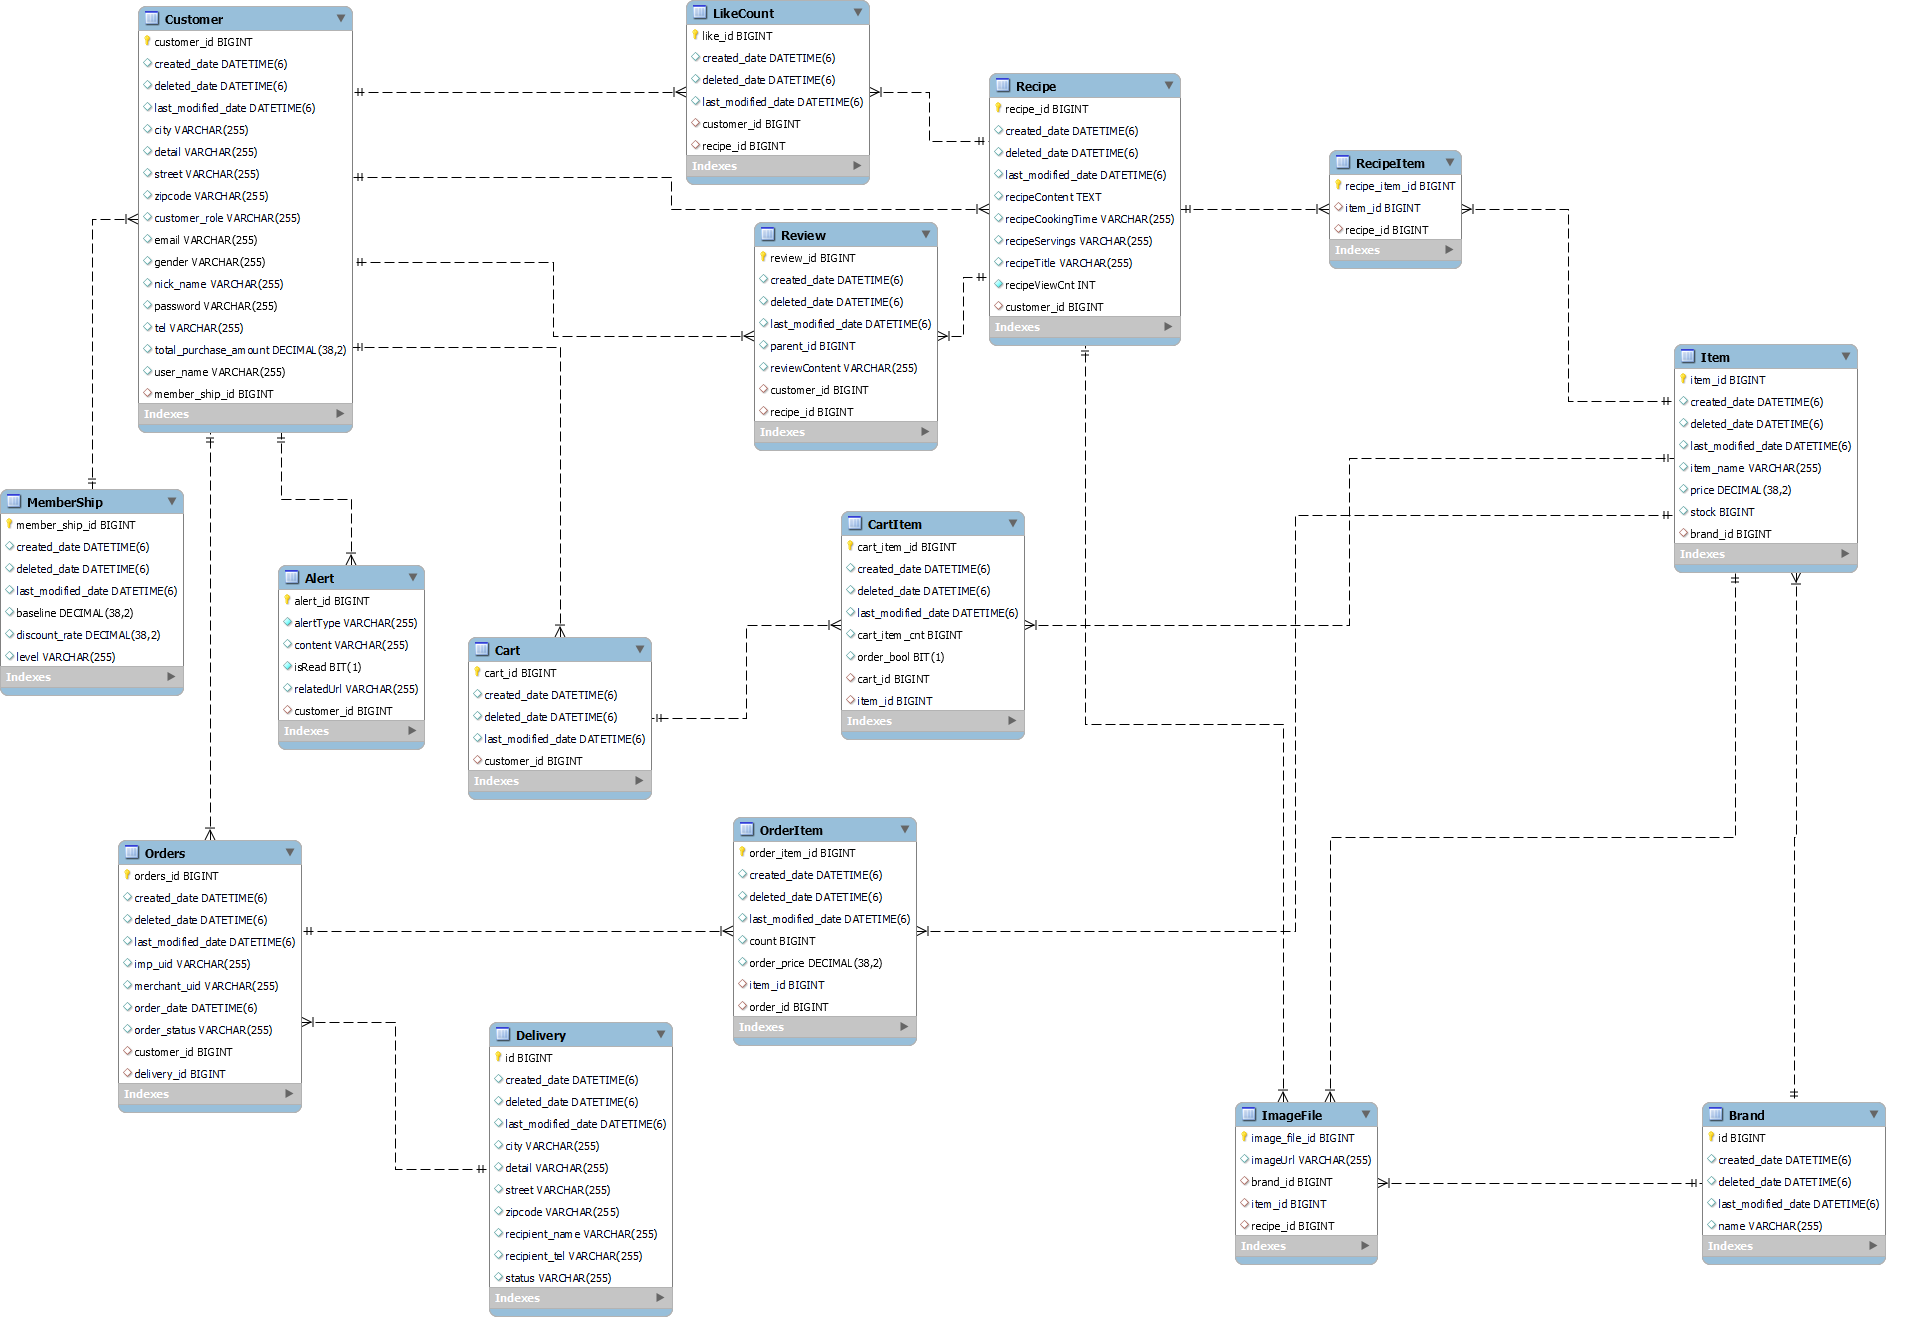 Customer
customer_id BIGINT
created_date DATETIME(6)
deleted_date DATETIME(6)
last_modified_date DATETIME(6)
city VARCHAR(255)
detail VARCHAR(255)
street VARCHAR(255)
zipcode VARCHAR(255)
customer_role VARCHAR(255)
email VARCHAR(255)
gender VARCHAR(255)
nick_name VARCHAR(255)
password VARCHAR(255)
tel VARCHAR(255)
total_purchase_amount DECIMAL(38,2)
user_name VARCHAR(255)
member_ship_id BIGINT
Indexes
LikeCount
like_id BIGINT
created_date DATETIME(6)
deleted_date DATETIME(6)
last_modified_date DATETIME(6)
customer_id BIGINT
recipe_id BIGINT
Indexes
Recipe
recipe_id BIGINT
created_date DATETIME(6)
deleted_date DATETIME(6)
last_modified_date DATETIME(6)
recipeContent TEXT
recipeCookingTime VARCHAR(255)
recipeServings VARCHAR(255)
recipeTitle VARCHAR(255)
recipeViewCnt INT
customer_id BIGINT
Indexes
RecipeItem
recipe_item_id BIGINT
item_id BIGINT
recipe_id BIGINT
Indexes
Review
review_id BIGINT
created_date DATETIME(6)
deleted_date DATETIME(6)
last_modified_date DATETIME(6)
parent_id BIGINT
reviewContent VARCHAR(255)
customer_id BIGINT
recipe_id BIGINT
Indexes
Item
item_id BIGINT
created_date DATETIME(6)
deleted_date DATETIME(6)
last_modified_date DATETIME(6)
item_name VARCHAR(255)
price DECIMAL(38,2)
stock BIGINT
brand_id BIGINT
Indexes
MemberShip
member_ship_id BIGINT
created_date DATETIME(6)
deleted_date DATETIME(6)
last_modified_date DATETIME(6)
baseline DECIMAL(38,2)
discount_rate DECIMAL(38,2)
level VARCHAR(255)
Indexes
Alert
alert_id BIGINT
alertType VARCHAR(255)
content VARCHAR(255)
isRead BIT(1)
relatedUrl VARCHAR(255)
customer_id BIGINT
Indexes
Cart
cart_id BIGINT
created_date DATETIME(6)
deleted_date DATETIME(6)
last_modified_date DATETIME(6)
customer_id BIGINT
Indexes
CartItem
cart_item_id BIGINT
created_date DATETIME(6)
deleted_date DATETIME(6)
last_modified_date DATETIME(6)
cart_item_cnt BIGINT
order_bool BIT(1)
cart_id BIGINT
item_id BIGINT
Indexes
Orders
orders_id BIGINT
created_date DATETIME(6)
deleted_date DATETIME(6)
last_modified_date DATETIME(6)
imp_uid VARCHAR(255)
merchant_uid VARCHAR(255)
order_date DATETIME(6)
order_status VARCHAR(255)
customer_id BIGINT
delivery_id BIGINT
Indexes
OrderItem
order_item_id BIGINT
created_date DATETIME(6)
deleted_date DATETIME(6)
last_modified_date DATETIME(6)
count BIGINT
order_price DECIMAL(38,2)
item_id BIGINT
order_id BIGINT
Indexes
Delivery
id BIGINT
created_date DATETIME(6)
deleted_date DATETIME(6)
last_modified_date DATETIME(6)
city VARCHAR(255)
detail VARCHAR(255)
street VARCHAR(255)
zipcode VARCHAR(255)
recipient_name VARCHAR(255)
recipient_tel VARCHAR(255)
status VARCHAR(255)
Indexes
ImageFile
image_file_id BIGINT
imageUrl VARCHAR(255)
brand_id BIGINT
item_id BIGINT
recipe_id BIGINT
Indexes
Brand
id BIGINT
created_date DATETIME(6)
deleted_date DATETIME(6)
last_modified_date DATETIME(6)
name VARCHAR(255)
Indexes